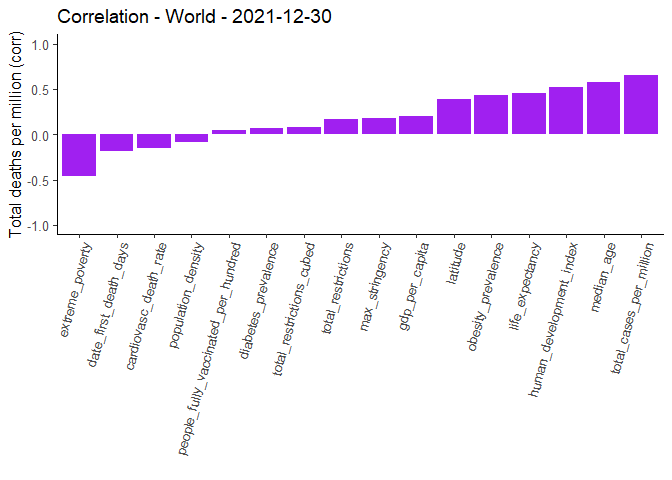 Correlation - World - 2021-12-30
Total deaths per million (corr)
1.0
0.5
0.0
-0.5
-1.0
extreme_poverty
date_first_death_days
cardiovasc_death_rate
population_density
people_fully_vaccinated_per_hundred
diabetes_prevalence
total_restrictions_cubed
total_restrictions
max_stringency
gdp_per_capita
latitude
obesity_prevalence
life_expectancy
human_development_index
median_age
total_cases_per_million